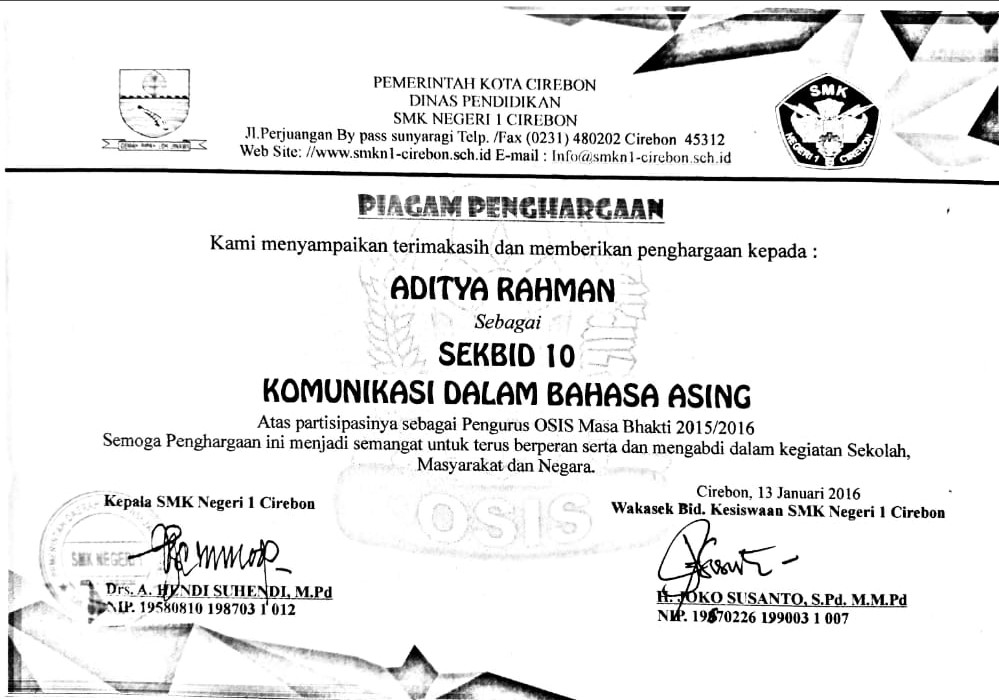 PEMERINTAH KOTA CIREBON
DINAS PENDIDIKAN
SMK NEGERI 1 CIREBON
Jl.Perjuangan By pass sunyaragi Telp. /Fax (0231) 480202 Cirebon 45312
Web Site: //www.smkn1-cirebon.sch.id E-mail : Info@smkn1-cirebon.sch.id
SMK
NEGERI 1 CIREBON
PIAGAM PENGHARGAAN
Kami menyampaikan terimakasih dan memberikan penghargaan kepada :
ADITYA RAHMAN
Sebagai
SEKBID 10
KOMUNIKASI DALAM BAHASA ASING
Atas partisipasinya sebagai Pengurus OSIS Masa Bhakti 2015/2016
Semoga Penghargaan ini menjadi semangat untuk terus berperan serta dan mengabdi dalam kegiatan Sekolah,
Masyarakat dan Negara.
OSIS
Kepala SMK Negeri 1 Cirebon
SMK NEGERI
Drs. A. HENDI SUHENDI, M.Pd
NIP. 19580810 198703 1 012
Cirebon, 13 Januari 2016
Wakasek Bid. Kesiswaan SMK Negeri 1 Cirebon
H. JOKO SUSANTO, S.Pd. M.M.Pd
NIP. 19670226 199003 1 007